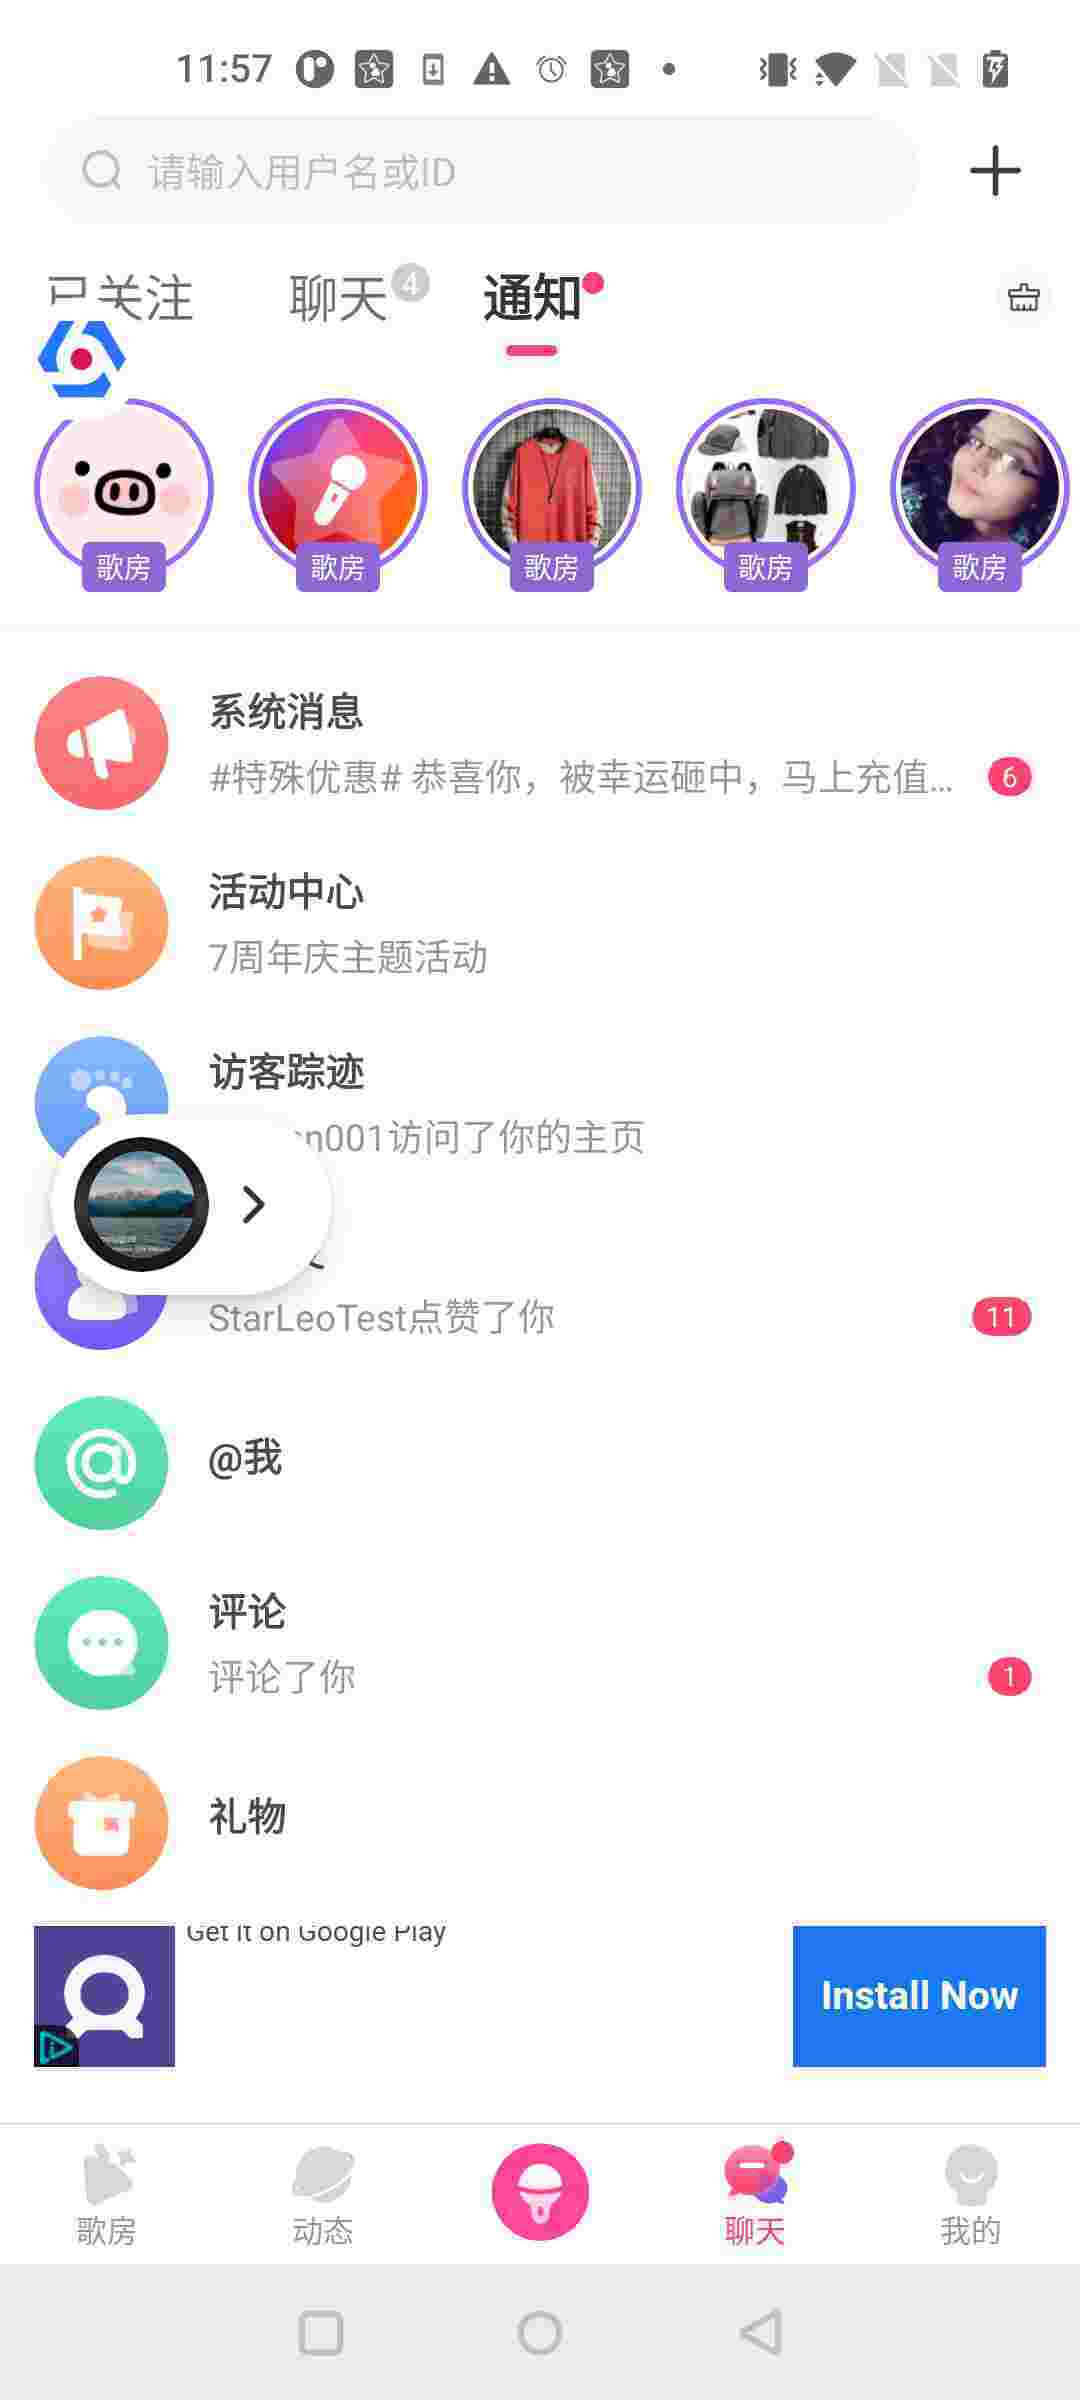 11:57
请输入用户名或ID
已关注
聊天 4
通知
歌房
歌房
歌房
歌房
歌房
系统消息
#特殊优惠# 恭喜你，被幸运砸中，马上充值... 6
活动中心
7周年庆主题活动
访客踪迹
n001访问了你的主页
StarLeoTest点赞了你 11
@我
评论
评论了你 1
礼物
Get it on Google Play
Install Now
歌房
动态
聊天
我的